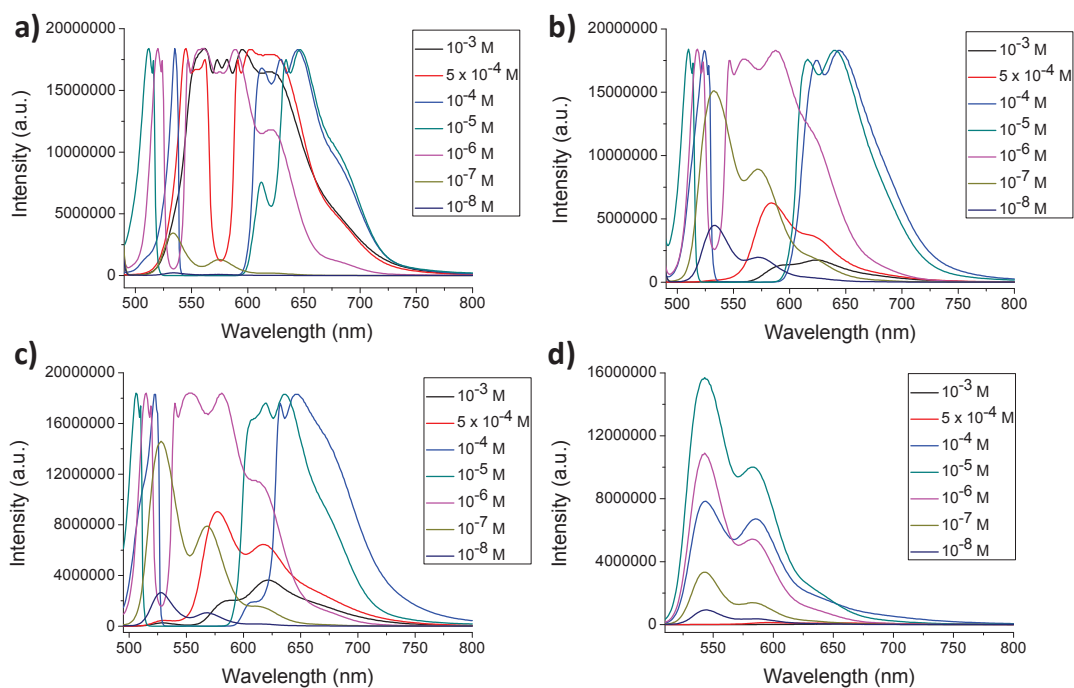 a)
20000000
15000000
10000000
5000000
0
500 550 600 650 700 750 800
Wavelength (nm)
Intensity (a.u.)
10⁻³ M
5 x 10⁻⁴ M
10⁻⁴ M
10⁻⁵ M
10⁻⁶ M
10⁻⁷ M
10⁻⁸ M
b)
20000000
15000000
10000000
5000000
0
500 550 600 650 700 750 800
Wavelength (nm)
Intensity (a.u.)
10⁻³ M
5 x 10⁻⁴ M
10⁻⁴ M
10⁻⁵ M
10⁻⁶ M
10⁻⁷ M
10⁻⁸ M
c)
20000000
16000000
12000000
8000000
4000000
0
500 550 600 650 700 750 800
Wavelength (nm)
Intensity (a.u.)
10⁻³ M
5 x 10⁻⁴ M
10⁻⁴ M
10⁻⁵ M
10⁻⁶ M
10⁻⁷ M
10⁻⁸ M
d)
16000000
12000000
8000000
4000000
0
550 600 650 700 750 800
Wavelength (nm)
Intensity (a.u.)
10⁻³ M
5 x 10⁻⁴ M
10⁻⁴ M
10⁻⁵ M
10⁻⁶ M
10⁻⁷ M
10⁻⁸ M